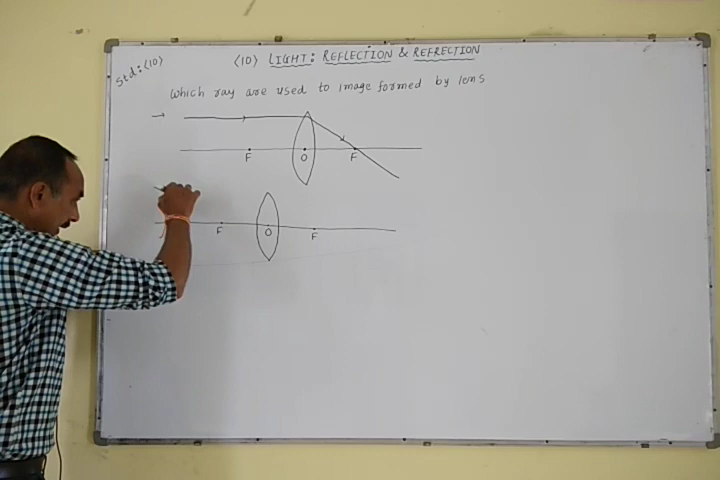 Std:(10)
(10) LIGHT: REFLECTION & REFRECTION
Which ray are used to image formed by lens
F O F
F O F